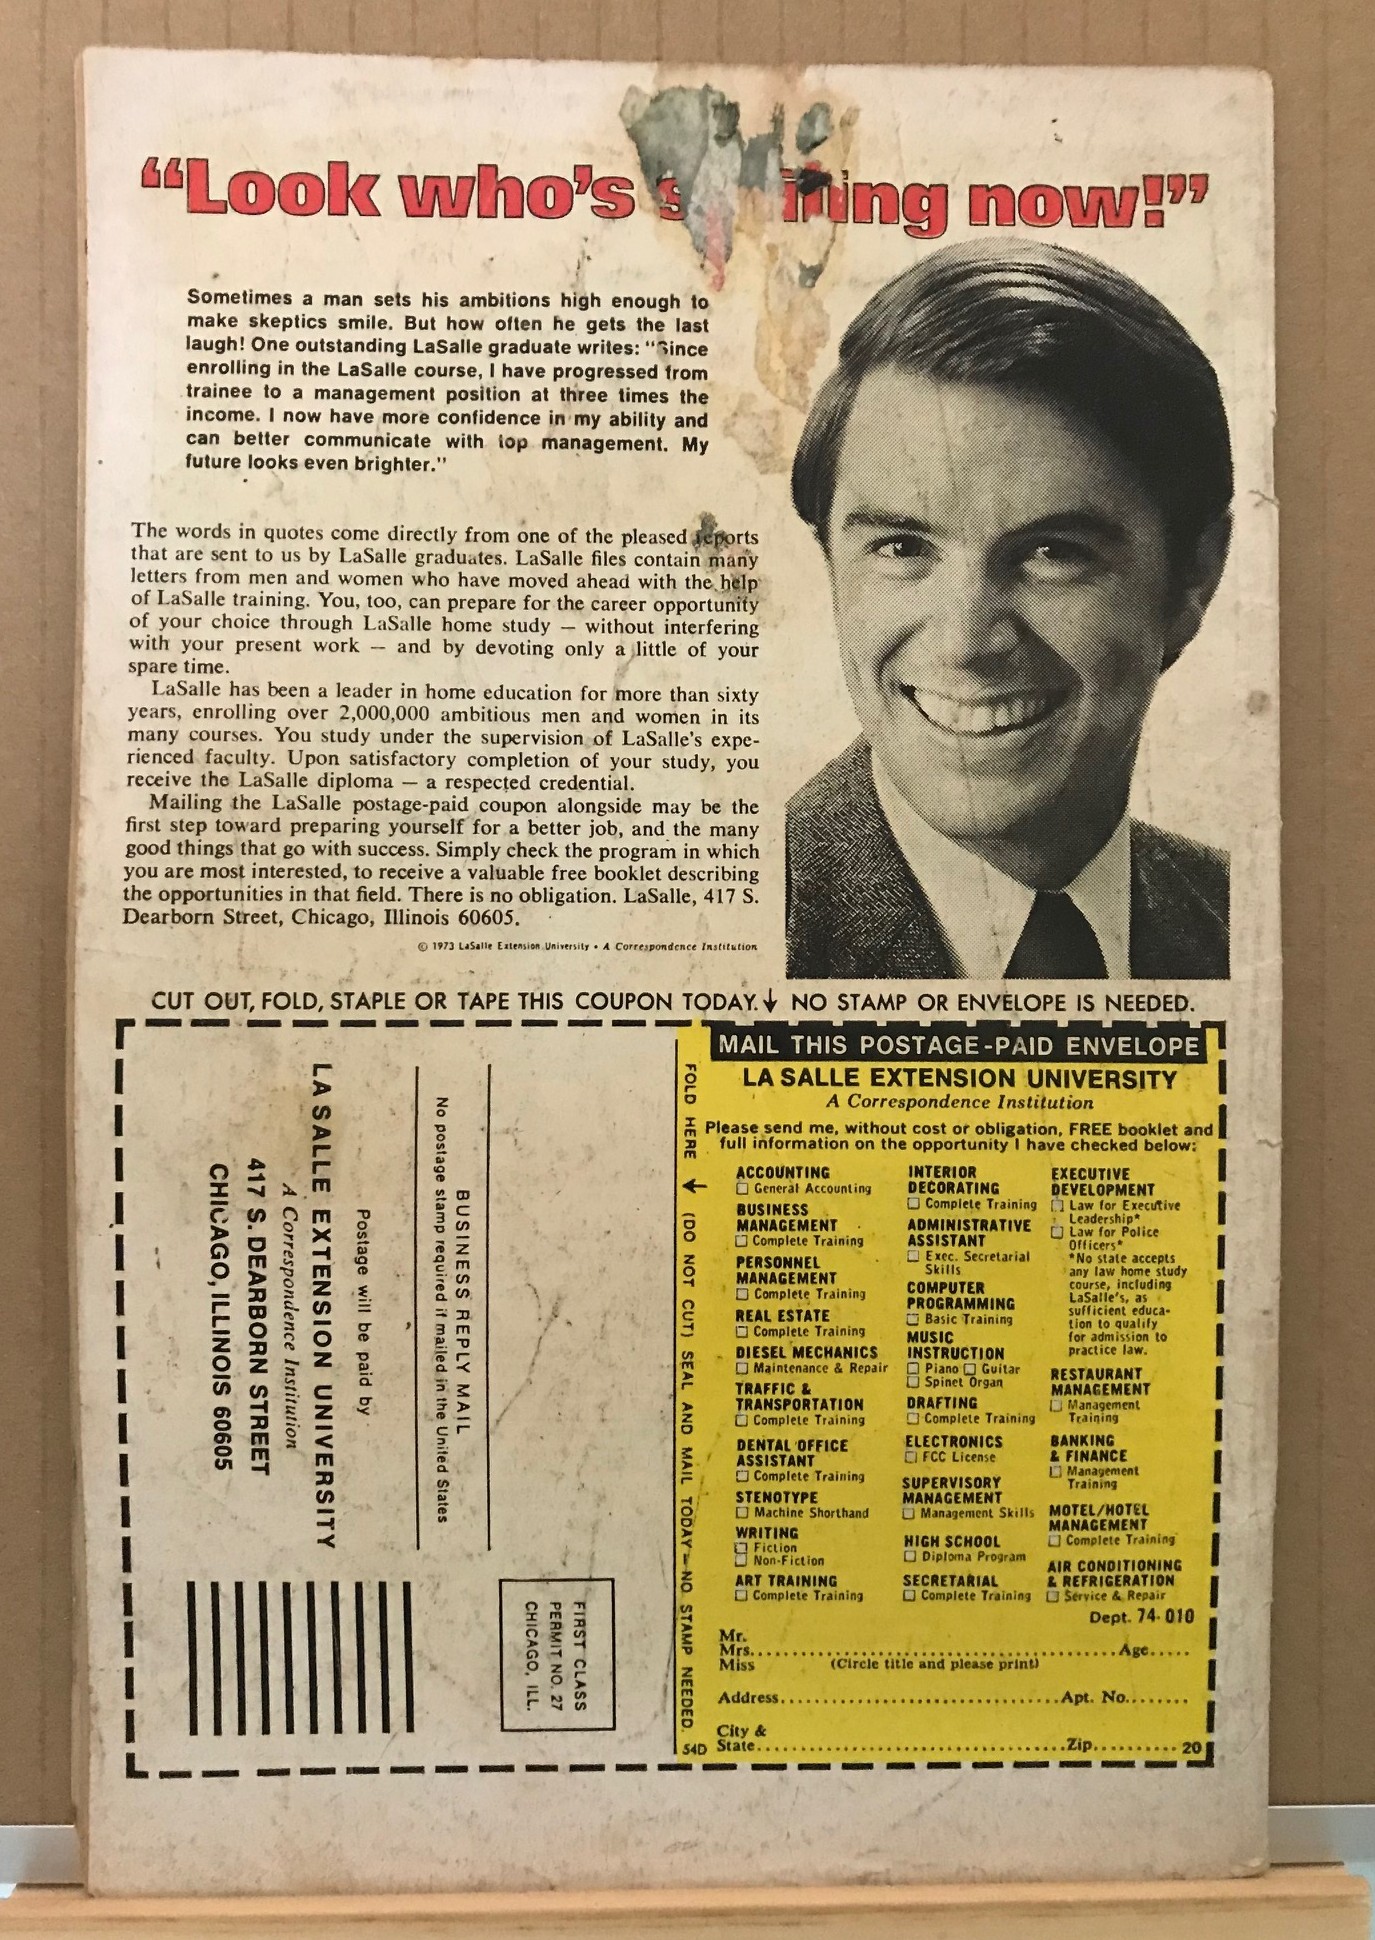 “Look who’s smiling now!”
Sometimes a man sets his ambitions high enough to
make skeptics smile. But how often he gets the last
laugh! One outstanding LaSalle graduate writes: "Since
enrolling in the LaSalle course, I have progressed from
trainee to a management position at three times the
income. I now have more confidence in my ability and
can better communicate with top management. My
future looks even brighter."
The words in quotes come directly from one of the pleased reports
that are sent to us by LaSalle graduates. LaSalle files contain many
letters from men and women who have moved ahead with the help
of LaSalle training. You, too, can prepare for the career opportunity
of your choice through LaSalle home study — without interfering
with your present work — and by devoting only a little of your
spare time.
LaSalle has been a leader in home education for more than sixty
years, enrolling over 2,000,000 ambitious men and women in its
many courses. You study under the supervision of LaSalle's expe-
rienced faculty. Upon satisfactory completion of your study, you
receive the LaSalle diploma — a respected credential.
Mailing the LaSalle postage-paid coupon alongside may be the
first step toward preparing yourself for a better job, and the many
good things that go with success. Simply check the program in which
you are most interested, to receive a valuable free booklet describing
the opportunities in that field. There is no obligation. LaSalle, 417 S.
Dearborn Street, Chicago, Illinois 60605.
© 1973 LaSalle Extension University • A Correspondence Institution
CUT OUT, FOLD, STAPLE OR TAPE THIS COUPON TODAY. NO STAMP OR ENVELOPE IS NEEDED.
FIRST CLASS
PERMIT NO. 27
CHICAGO, ILL.
BUSINESS REPLY MAIL
No postage stamp required if mailed in the United States
Postage will be paid by
LA SALLE EXTENSION UNIVERSITY
A Correspondence Institution
417 S. DEARBORN STREET
CHICAGO, ILLINOIS 60605
FOLD HERE (DO NOT CUT) SEAL AND MAIL TODAY — NO STAMP NEEDED.
54D
MAIL THIS POSTAGE-PAID ENVELOPE
LA SALLE EXTENSION UNIVERSITY
A Correspondence Institution
Please send me, without cost or obligation, FREE booklet and
full information on the opportunity I have checked below:
ACCOUNTING
General Accounting
BUSINESS
MANAGEMENT
Complete Training
PERSONNEL
MANAGEMENT
Complete Training
REAL ESTATE
Complete Training
DIESEL MECHANICS
Maintenance & Repair
TRAFFIC &
TRANSPORTATION
Complete Training
DENTAL OFFICE
ASSISTANT
Complete Training
STENOTYPE
Machine Shorthand
WRITING
Fiction
Non-Fiction
ART TRAINING
Complete Training
INTERIOR
DECORATING
Complete Training
ADMINISTRATIVE
ASSISTANT
Exec. Secretarial
Skills
COMPUTER
PROGRAMMING
Basic Training
MUSIC
INSTRUCTION
Piano Guitar
Spinet Organ
DRAFTING
Complete Training
ELECTRONICS
FCC License
SUPERVISORY
MANAGEMENT
Management Skills
HIGH SCHOOL
Diploma Program
SECRETARIAL
Complete Training
EXECUTIVE
DEVELOPMENT
Law for Executive
Leadership*
Law for Police
Officers*
*No state accepts
any law home study
course, including
LaSalle's, as
sufficient educa-
tion to qualify
for admission to
practice law.
RESTAURANT
MANAGEMENT
Management
Training
BANKING
& FINANCE
Management
Training
MOTEL/HOTEL
MANAGEMENT
Complete Training
AIR CONDITIONING
& REFRIGERATION
Service & Repair
Dept. 74-010
Mr.
Mrs. Age
Miss (Circle title and please print)
Address Apt. No.
City &
State Zip 20